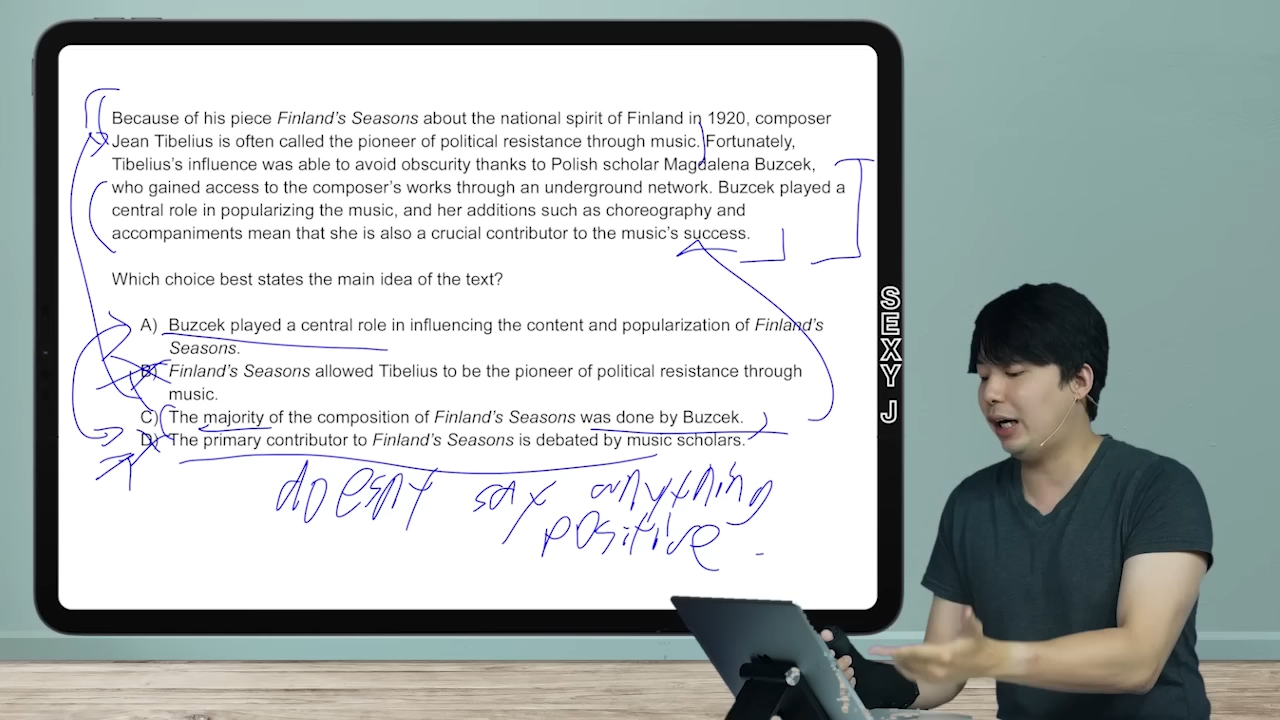 Because of his piece Finland's Seasons about the national spirit of Finland in 1920, composer
Jean Tibelius is often called the pioneer of political resistance through music. Fortunately,
Tibelius's influence was able to avoid obscurity thanks to Polish scholar Magdalena Buzcek,
who gained access to the composer's works through an underground network. Buzcek played a
central role in popularizing the music, and her additions such as choreography and
accompaniments mean that she is also a crucial contributor to the music's success.
Which choice best states the main idea of the text?
A) Buzcek played a central role in influencing the content and popularization of Finland's
Seasons.
B) Finland's Seasons allowed Tibelius to be the pioneer of political resistance through
music.
C) The majority of the composition of Finland's Seasons was done by Buzcek.
D) The primary contributor to Finland's Seasons is debated by music scholars.
doesn't say anything
positive
SEXY J